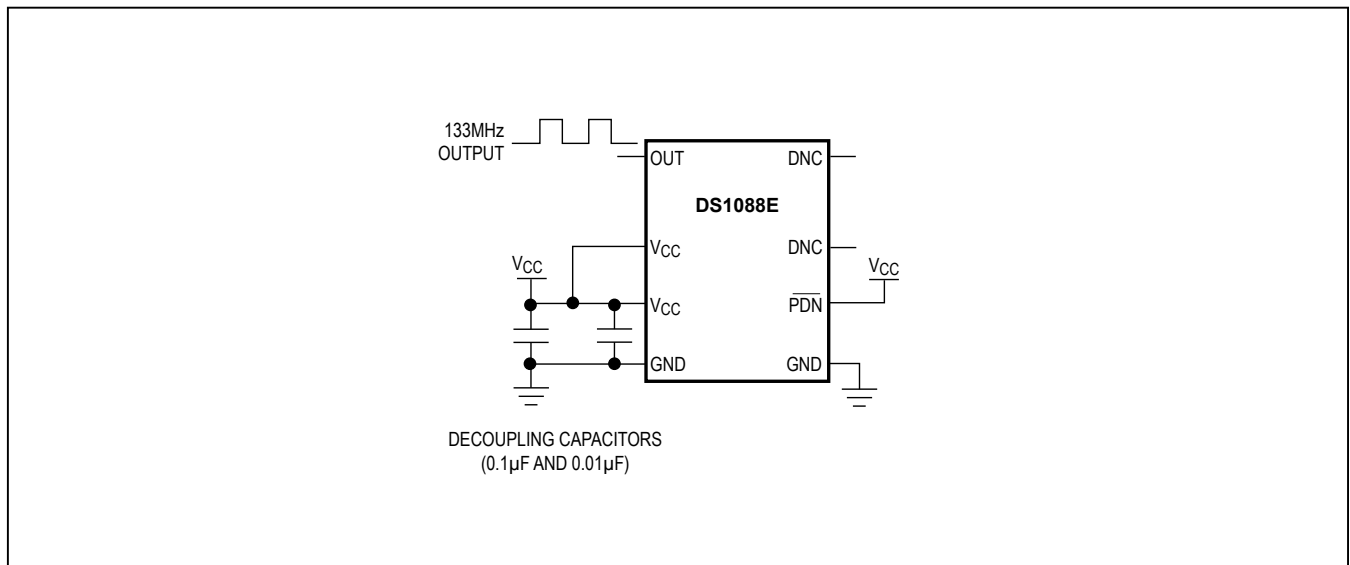 133MHz
OUTPUT
OUT
DNC
DS1088E
VCC
DNC
VCC
VCC
VCC
PDN
GND
GND
DECOUPLING CAPACITORS
(0.1µF AND 0.01µF)